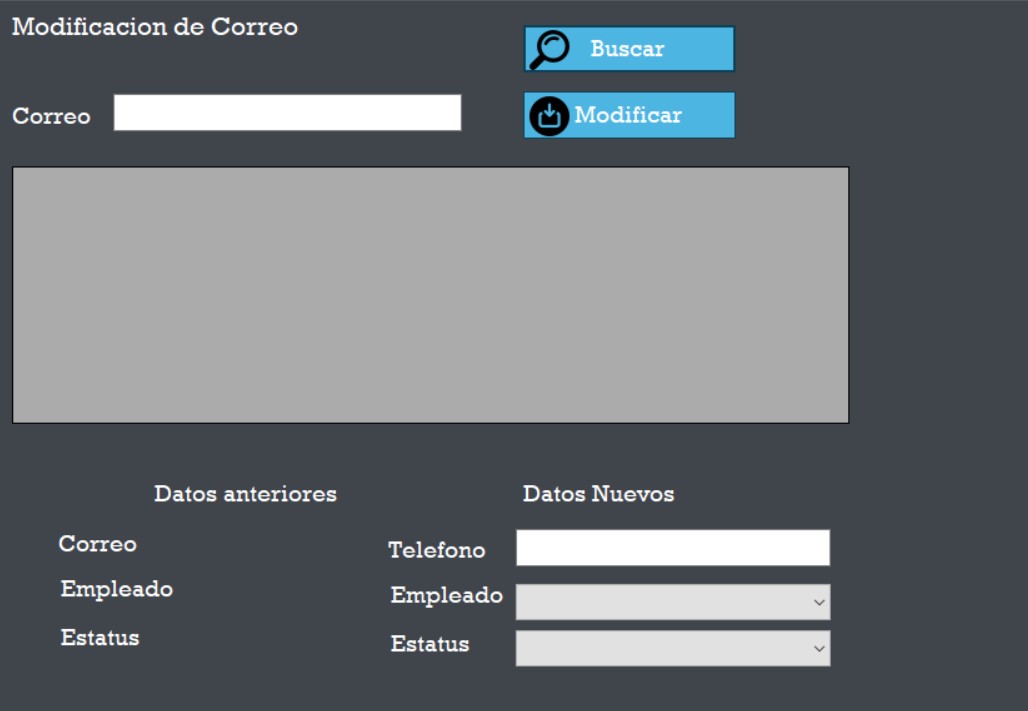 Modificacion de Correo
Buscar
Correo
Modificar
Datos anteriores
Datos Nuevos
Correo
Telefono
Empleado
Empleado
Estatus
Estatus